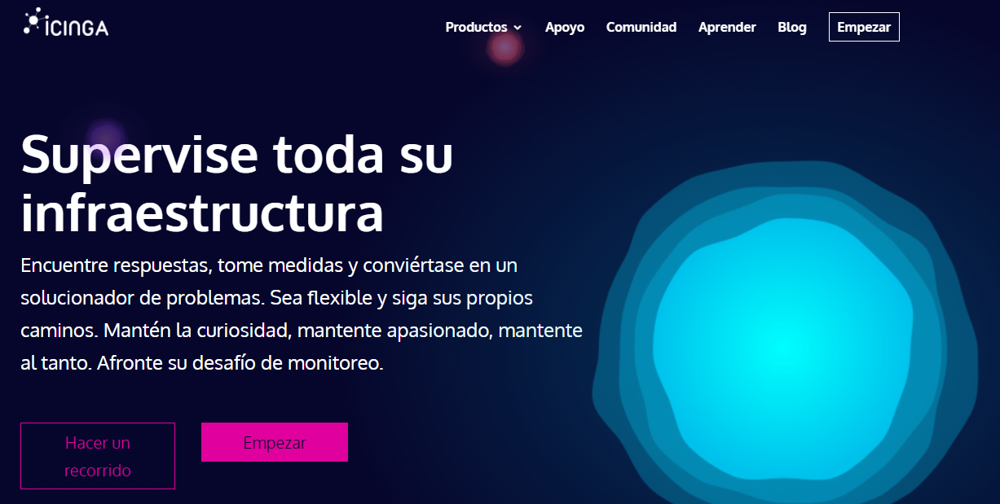 iCINGA
Productos Apoyo Comunidad Aprender Blog Empezar
Supervise toda su
infraestructura
Encuentre respuestas, tome medidas y conviértase en un
solucionador de problemas. Sea flexible y siga sus propios
caminos. Mantén la curiosidad, mantente apasionado, mantente
al tanto. Afronte su desafío de monitoreo.
Hacer un
recorrido
Empezar